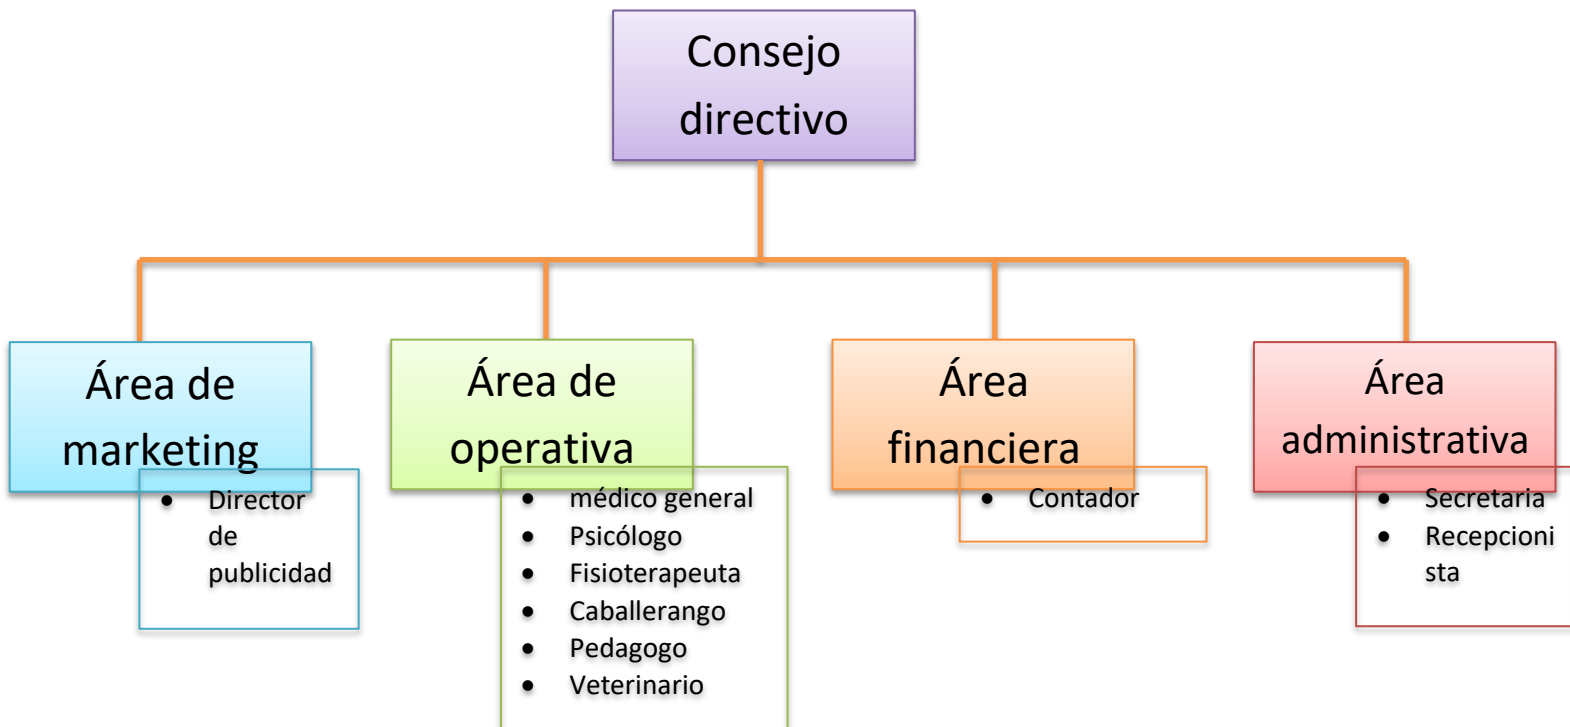 Consejo
directivo
Área de
marketing
• Director
de
publicidad
Área de
operativa
• médico general
• Psicólogo
• Fisioterapeuta
• Caballerango
• Pedagogo
• Veterinario
Área
financiera
• Contador
Área
administrativa
• Secretaria
• Recepcioni
sta